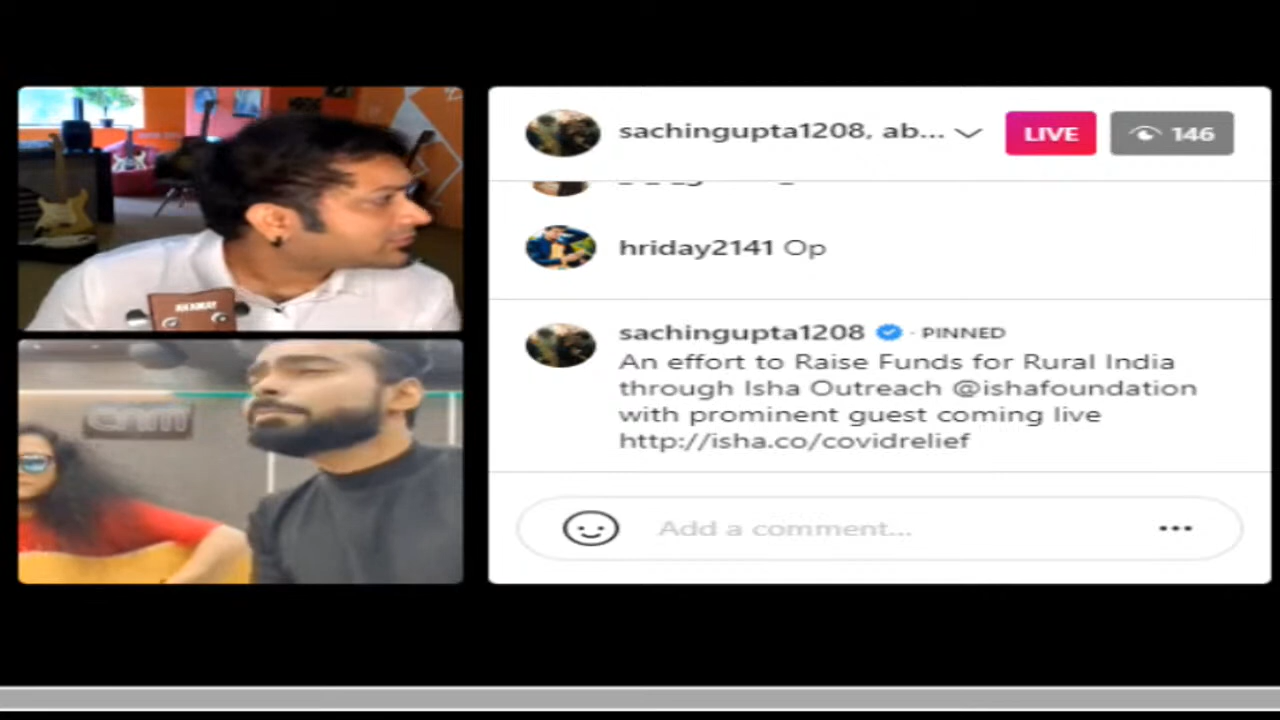 sachingupta1208, ab...
LIVE
146
hriday2141 Op
sachingupta1208 · PINNED
An effort to Raise Funds for Rural India
through Isha Outreach @ishafoundation
with prominent guest coming live
http://isha.co/covidrelief
Add a comment...